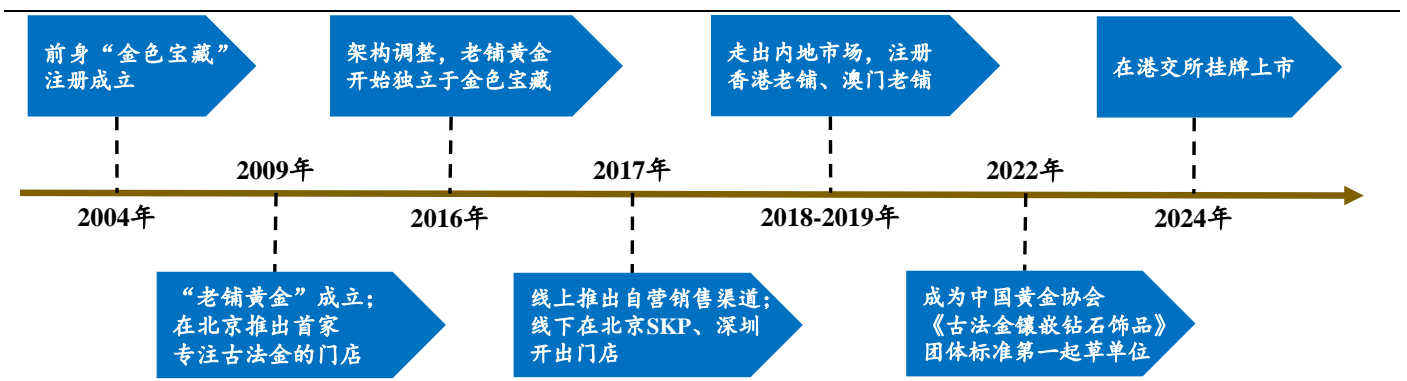 前身“金色宝藏”
注册成立
架构调整，老铺黄金
开始独立于金色宝藏
走出内地市场，注册
香港老铺、澳门老铺
在港交所挂牌上市
2009年
2017年
2022年
2004年
2016年
2018-2019年
2024年
“老铺黄金”成立；
在北京推出首家
专注古法金的门店
线上推出自营销售渠道；
线下在北京SKP、深圳
开出门店
成为中国黄金协会
《古法金镶嵌钻石饰品》
团体标准第一起草单位